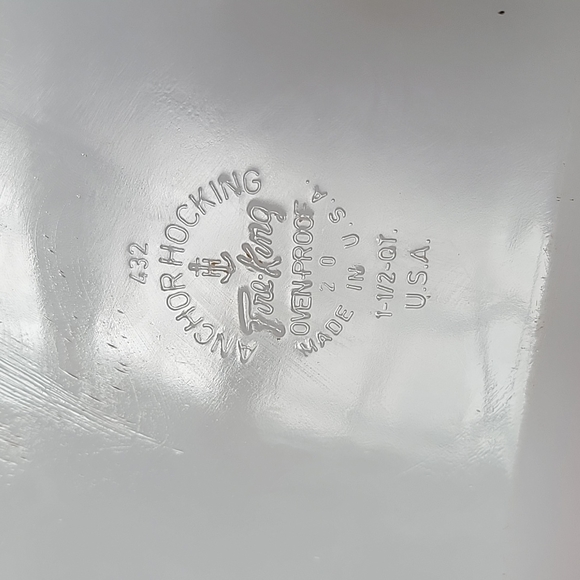 432
ANCHOR HOCKING
Fire-King
OVEN-PROOF
20
MADE IN U.S.A.
1-1/2-QT.
U.S.A.